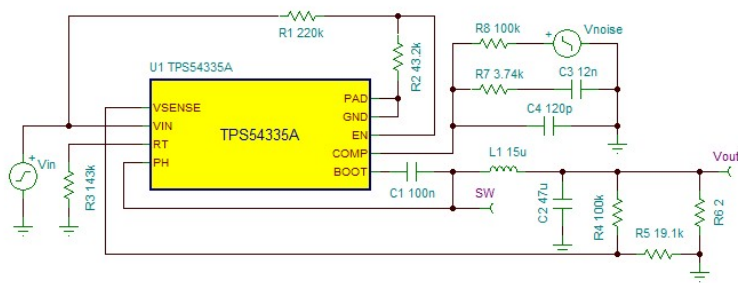 R1 220k
R8 100k
Vnoise
+
U1 TPS54335A
R2 43.2k
R7 3.74k
C3 12n
VSENSE
PAD
GND
C4 120p
VIN
TPS54335A
EN
RT
COMP
PH
BOOT
L1 15u
Vout
+
Vin
R3 143k
C1 100n
SW
C2 47u
R4 100k
R5 19.1k
R6 2